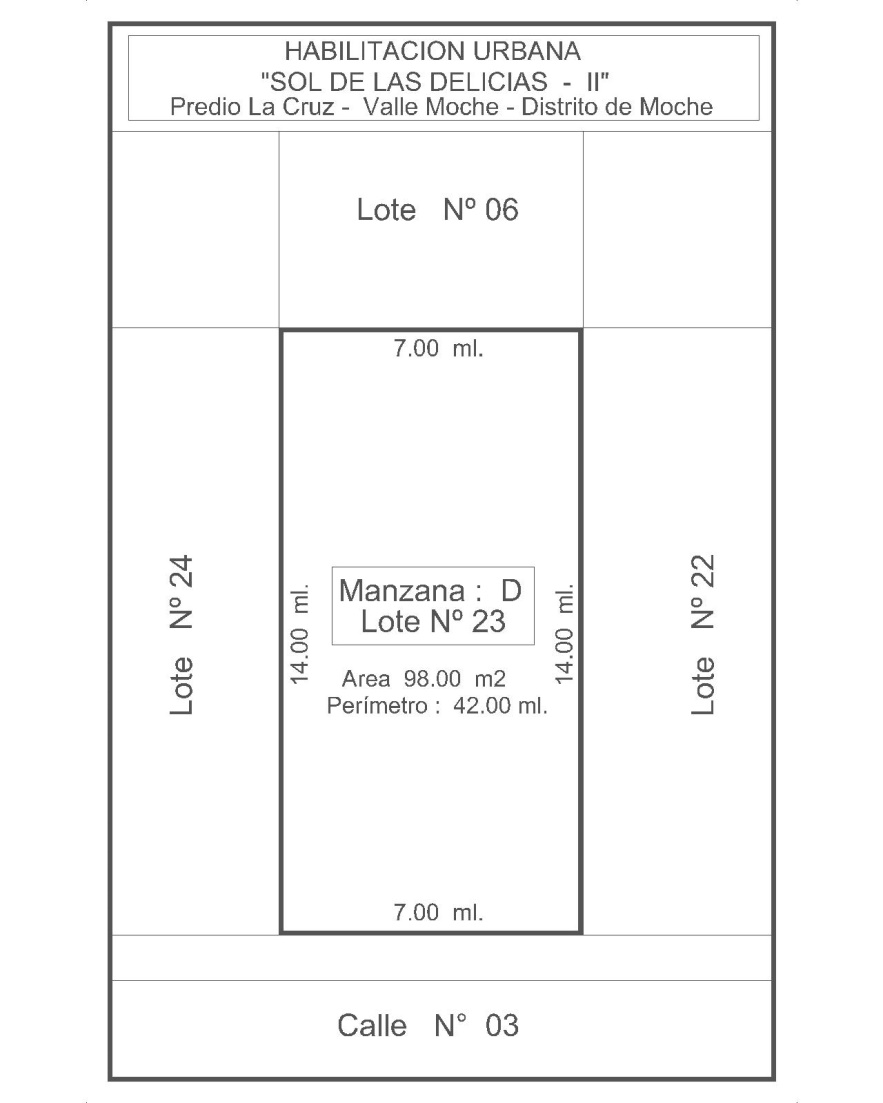 HABILITACION URBANA
"SOL DE LAS DELICIAS - II"
Predio La Cruz - Valle Moche - Distrito de Moche
Lote Nº 06
7.00 ml.
Lote Nº 24
14.00 ml.
Manzana : D
Lote Nº 23
Area 98.00 m2
Perímetro : 42.00 ml.
14.00 ml.
Lote Nº 22
7.00 ml.
Calle N° 03